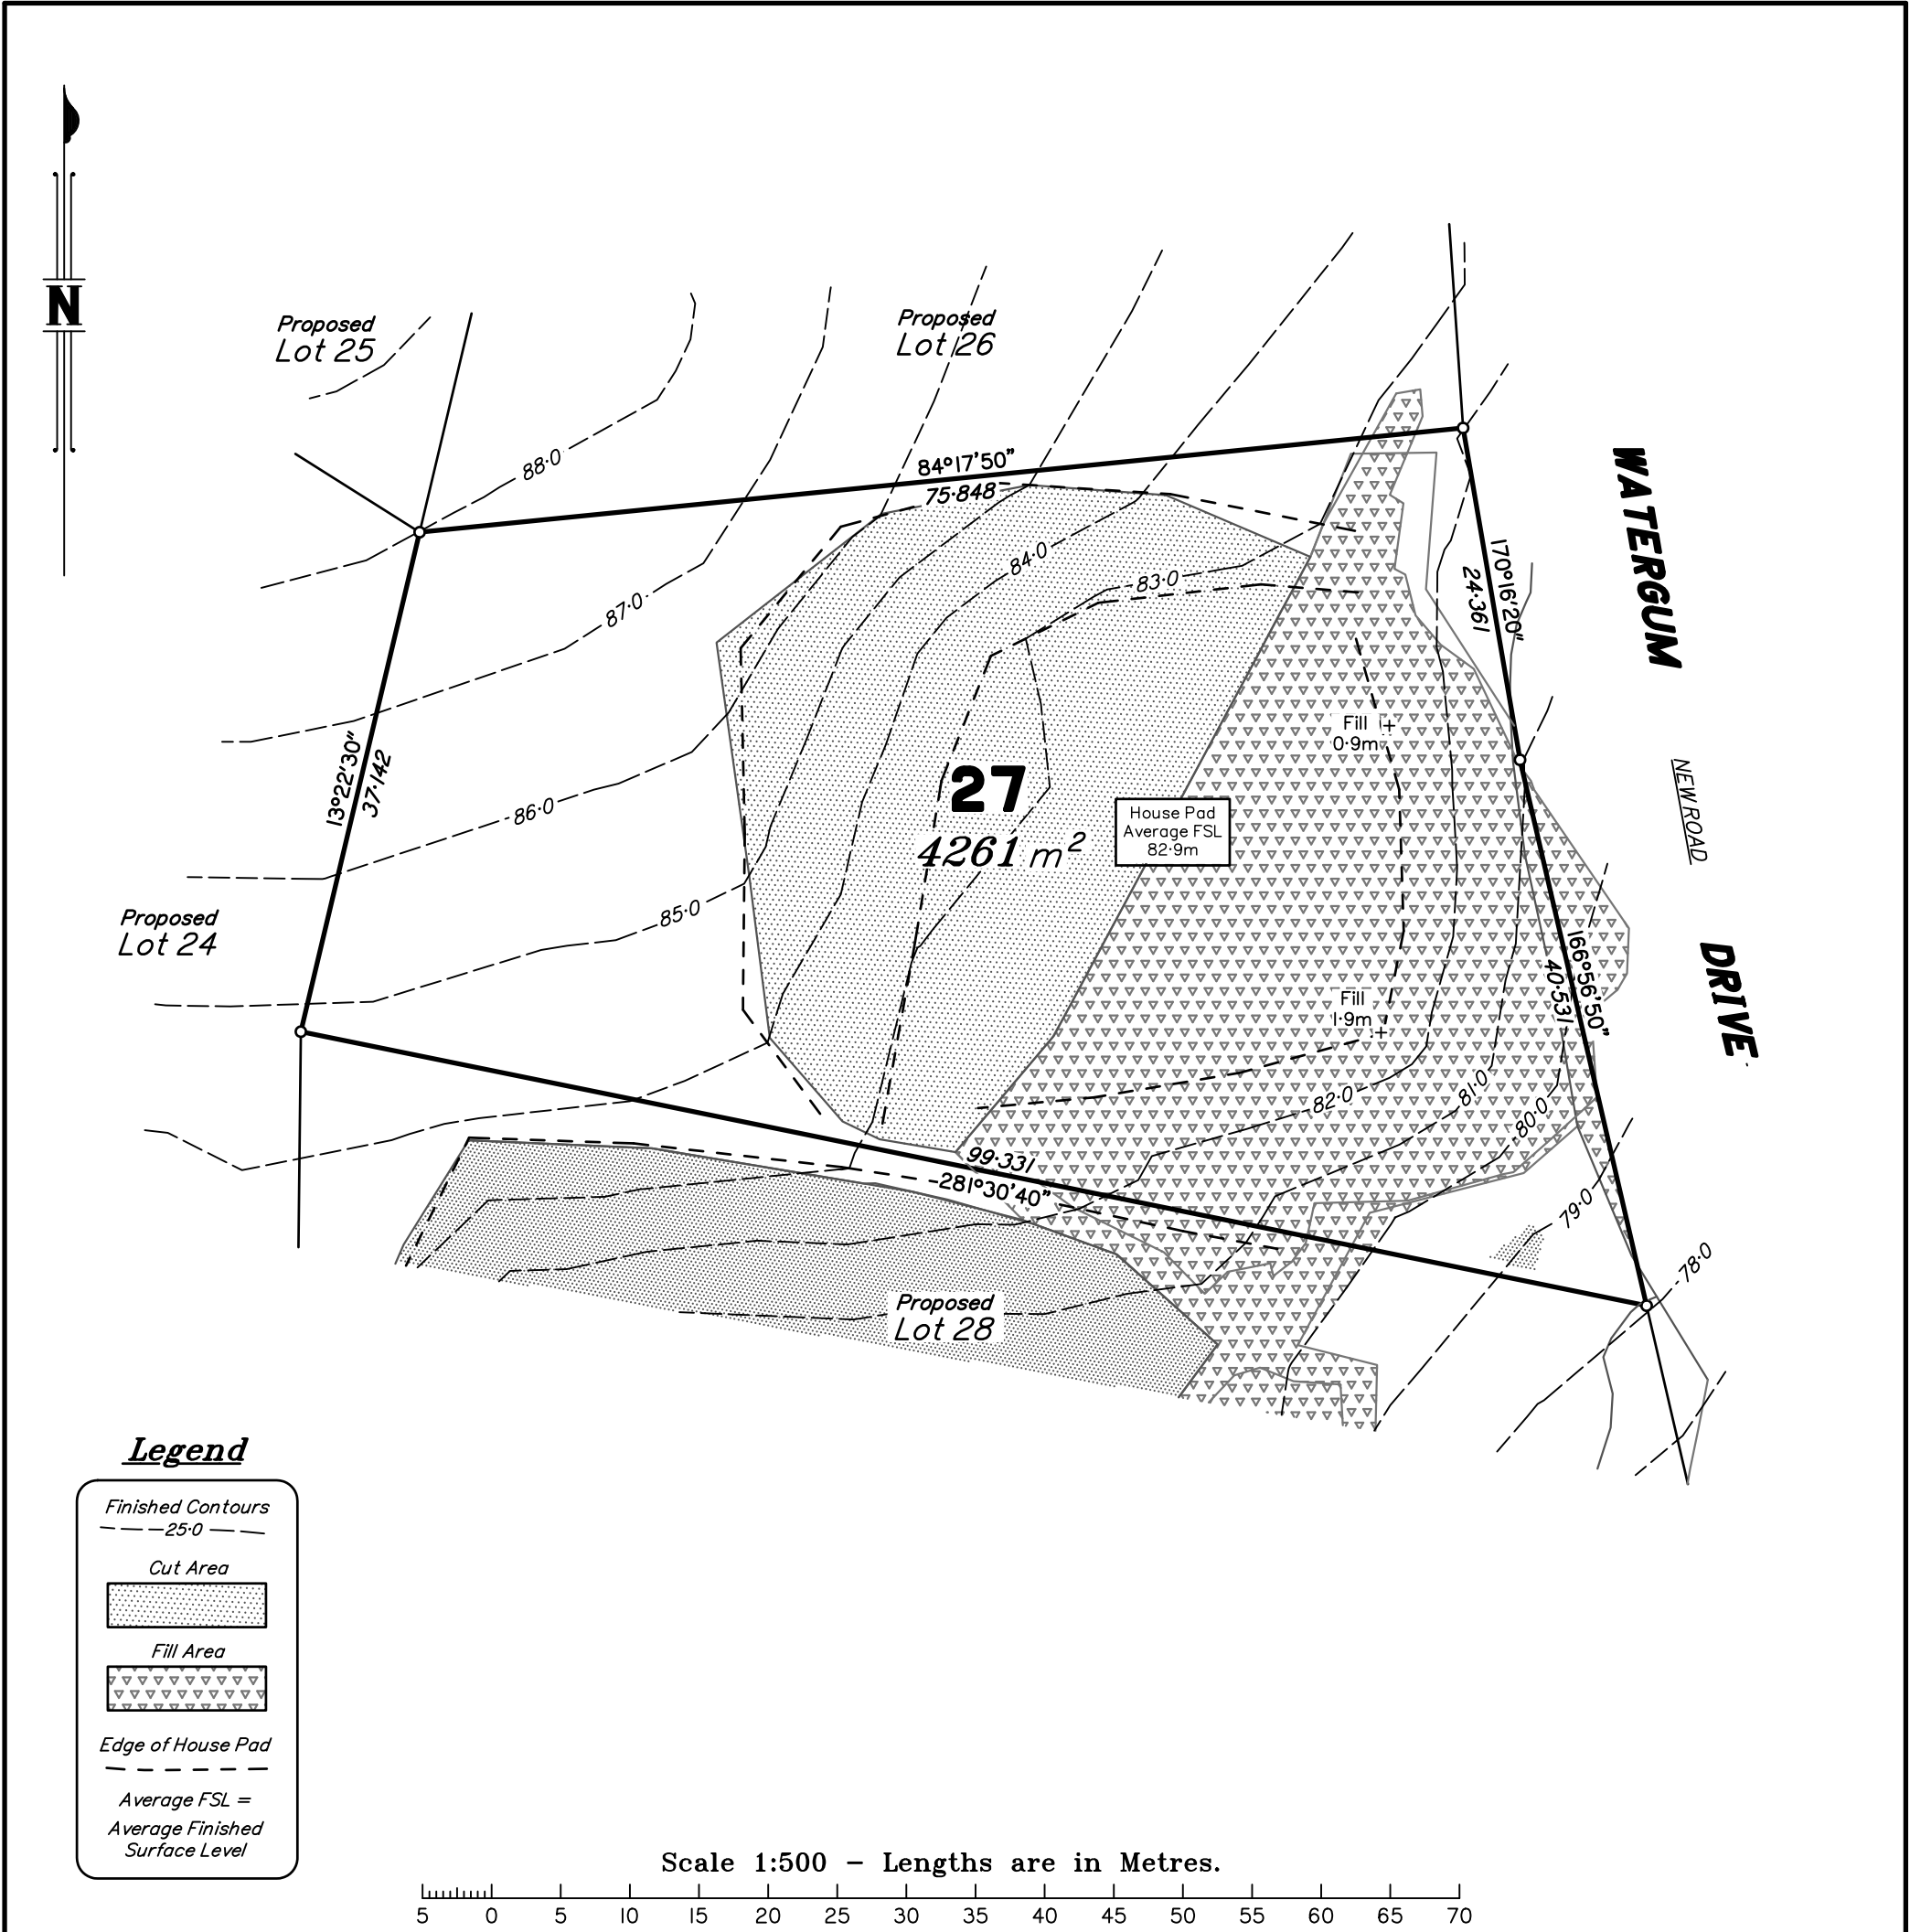 N
Proposed
Lot 25
Proposed
Lot 26
88·0
84°17'50"
75·848
84·0
83·0
87·0
170°16'20"
24·361
WATERGUM
Fill
0·9m
13°22'30"
37·142
27
4261 m²
House Pad
Average FSL
82·9m
NEW ROAD
86·0
85·0
Proposed
Lot 24
DRIVE
166°56'50"
40·531
Fill
1·9m
82·0
81·0
80·0
99·331
281°30'40"
79·0
78·0
Proposed
Lot 28
Legend
Finished Contours
25·0
Cut Area
Fill Area
Edge of House Pad
Average FSL =
Average Finished
Surface Level
Scale 1:500 - Lengths are in Metres.
5 0 5 10 15 20 25 30 35 40 45 50 55 60 65 70